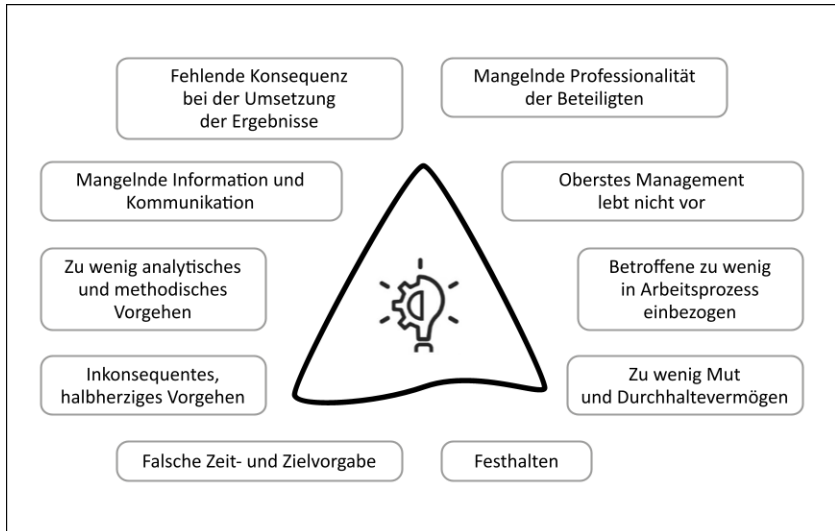 Fehlende Konsequenz
bei der Umsetzung
der Ergebnisse
Mangelnde Professionalität
der Beteiligten
Mangelnde Information und
Kommunikation
Oberstes Management
lebt nicht vor
Zu wenig analytisches
und methodisches
Vorgehen
Betroffene zu wenig
in Arbeitsprozess
einbezogen
Inkonsequentes,
halbherziges Vorgehen
Zu wenig Mut
und Durchhaltevermögen
Falsche Zeit- und Zielvorgabe
Festhalten